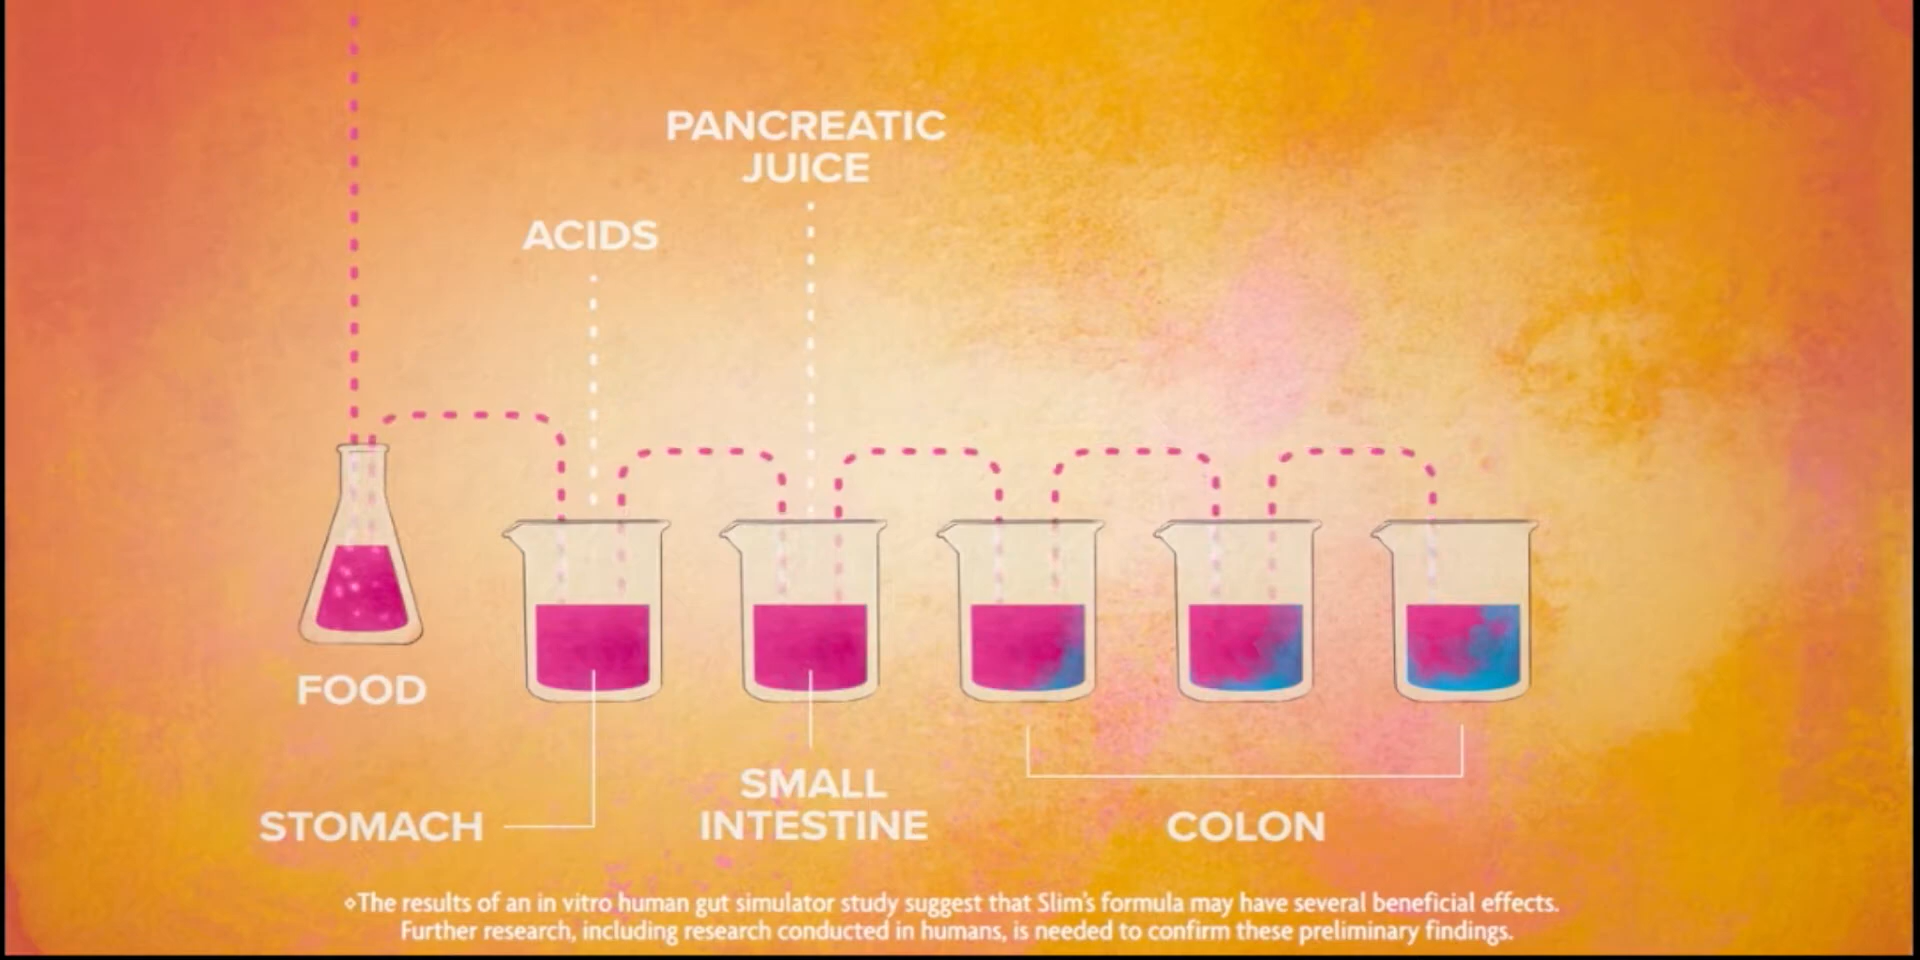 PANCREATIC
JUICE
ACIDS
FOOD
SMALL
INTESTINE
STOMACH
COLON
⋄The results of an in vitro human gut simulator study suggest that Slim's formula may have several beneficial effects.
Further research, including research conducted in humans, is needed to confirm these preliminary findings.